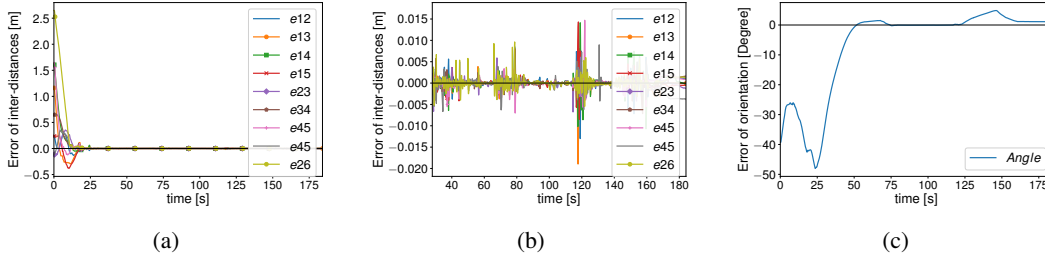 Error of inter-distances [m]
2.5
2.0
1.5
1.0
0.5
0.0
−0.5
0
25
50
75
100
125
150
175
time [s]
e12
e13
e14
e15
e23
e34
e45
e45
e26
(a)
Error of inter-distances [m]
0.015
0.010
0.005
0.000
−0.005
−0.010
−0.015
−0.020
40
60
80
100
120
140
160
180
time [s]
e12
e13
e14
e15
e23
e34
e45
e45
e26
(b)
Error of orientation [Degree]
0
−10
−20
−30
−40
−50
0
25
50
75
100
125
150
175
time [s]
Angle
(c)